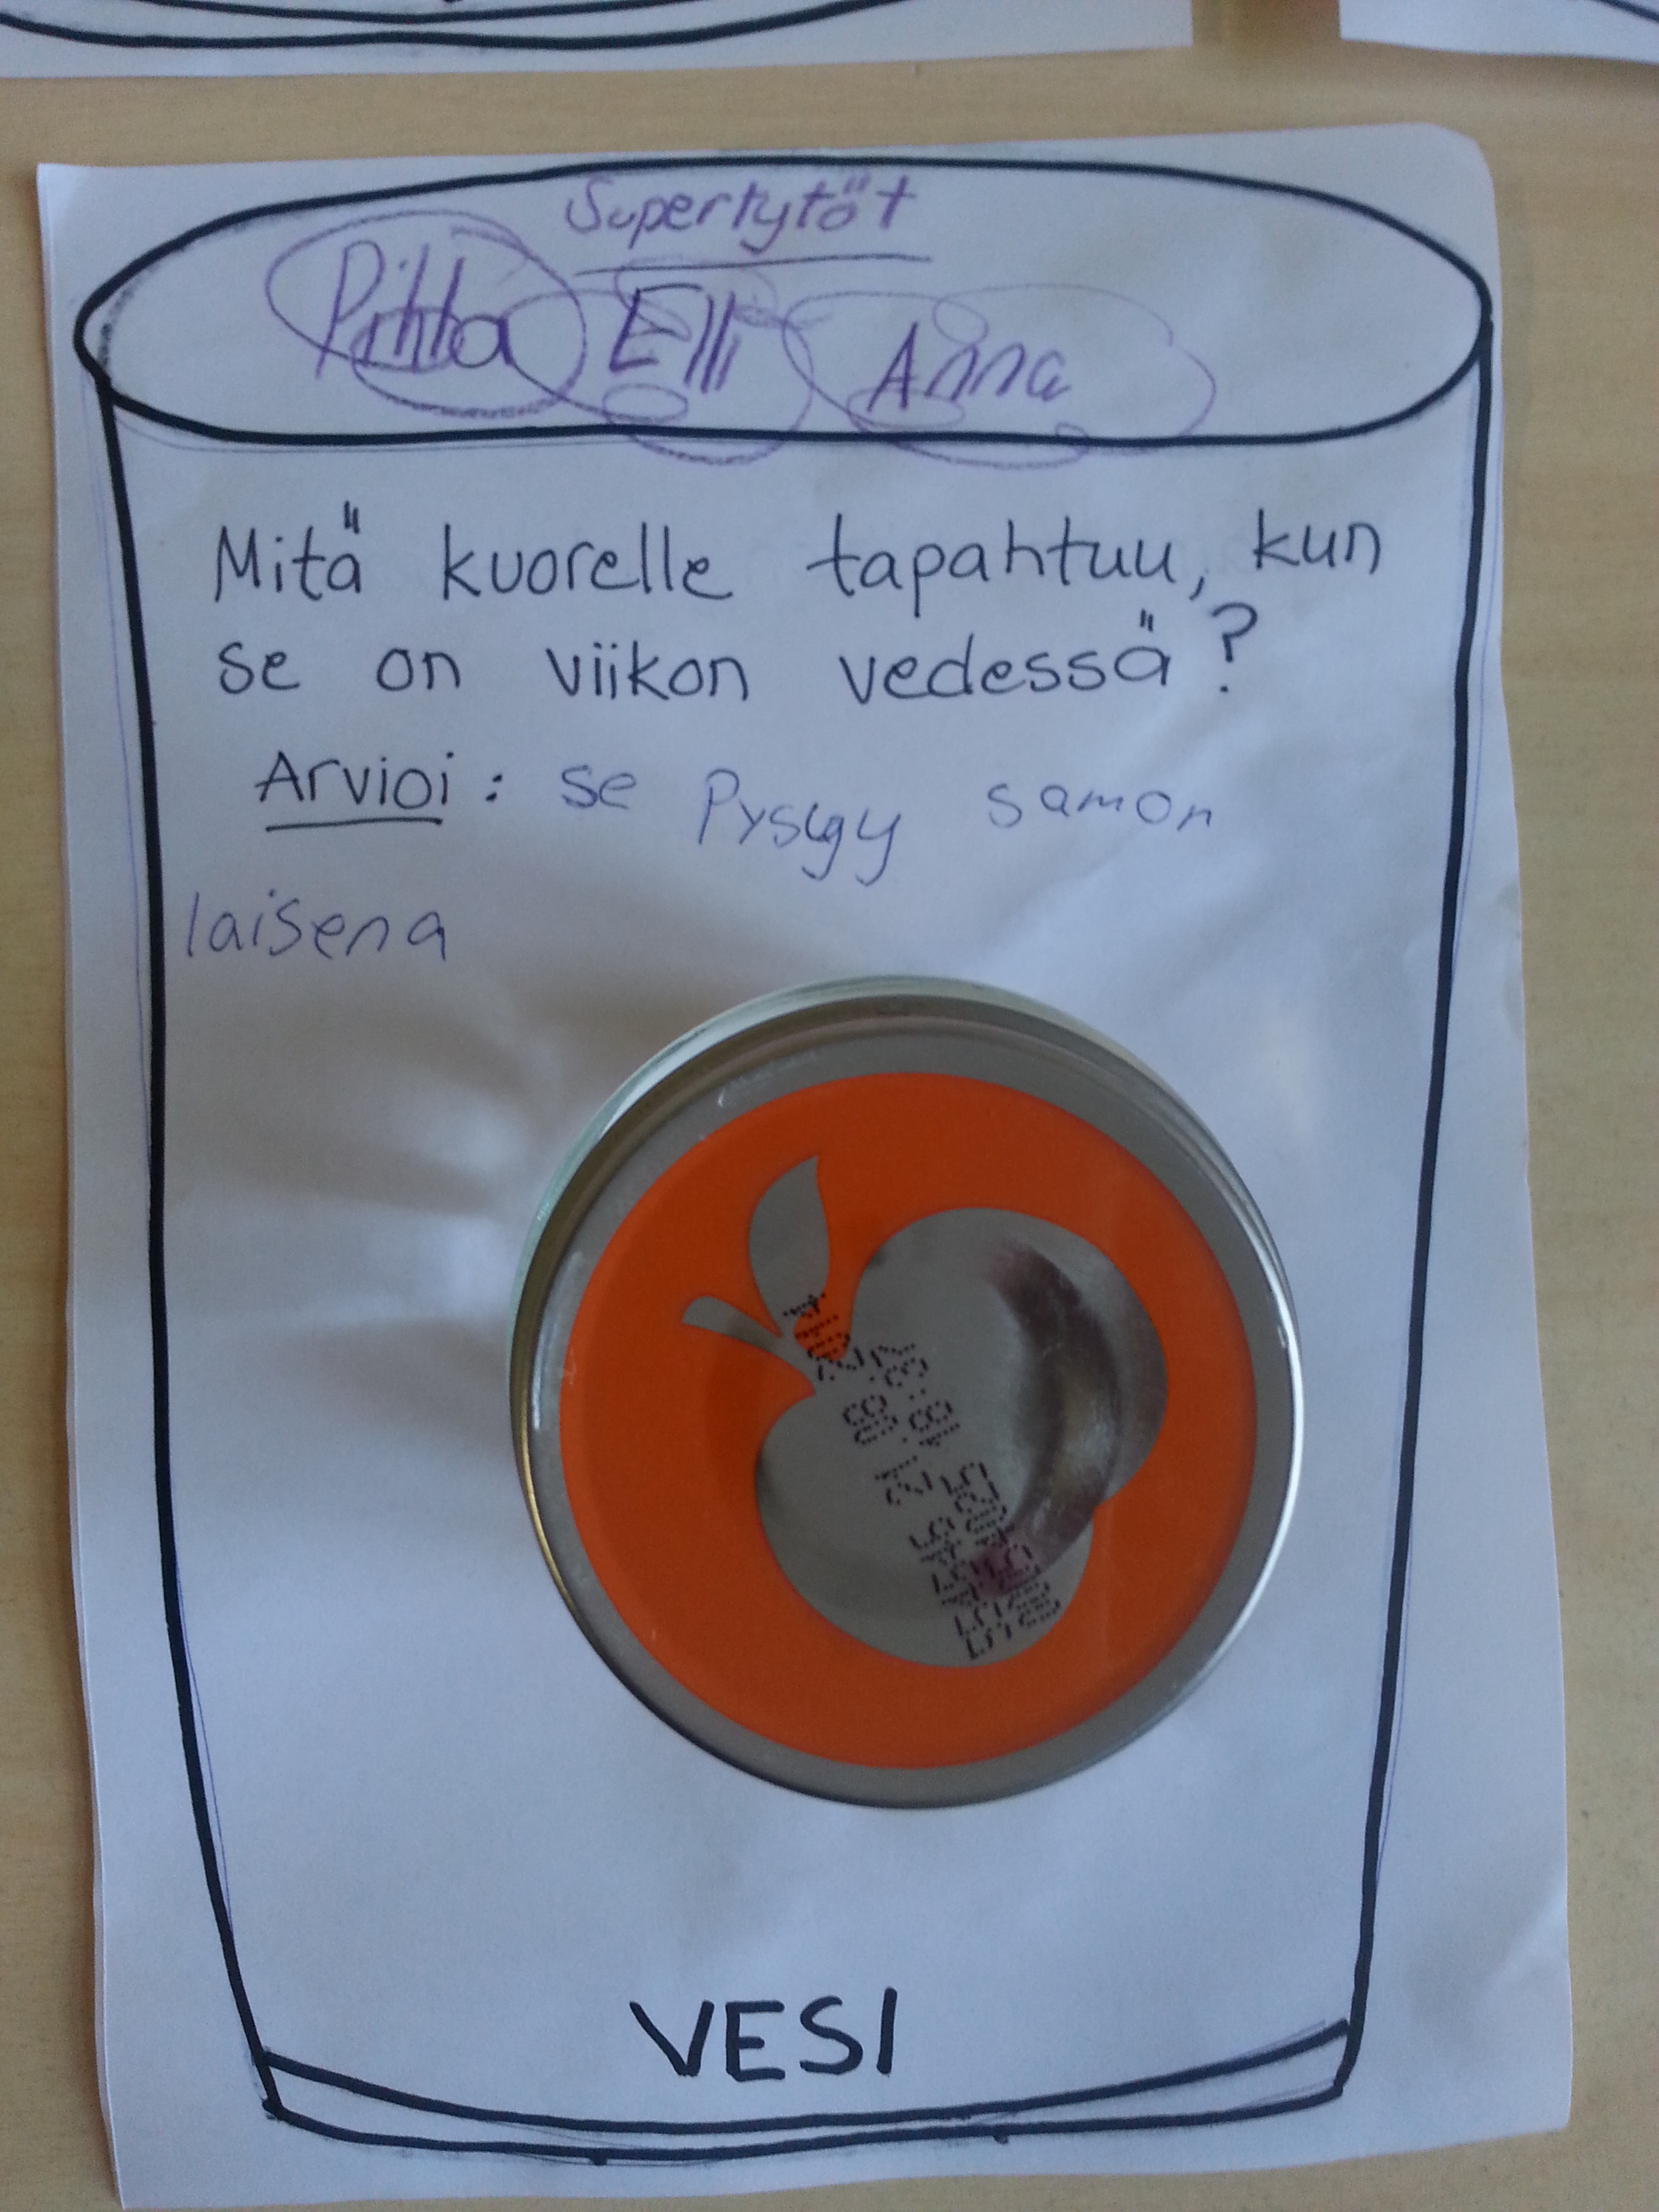 Supertytöt
Pihla Elli Anna
Mitä kuorelle tapahtuu, kun
se on viikon vedessä?
Arvioi: se Pysyy samon
laisena
VESI